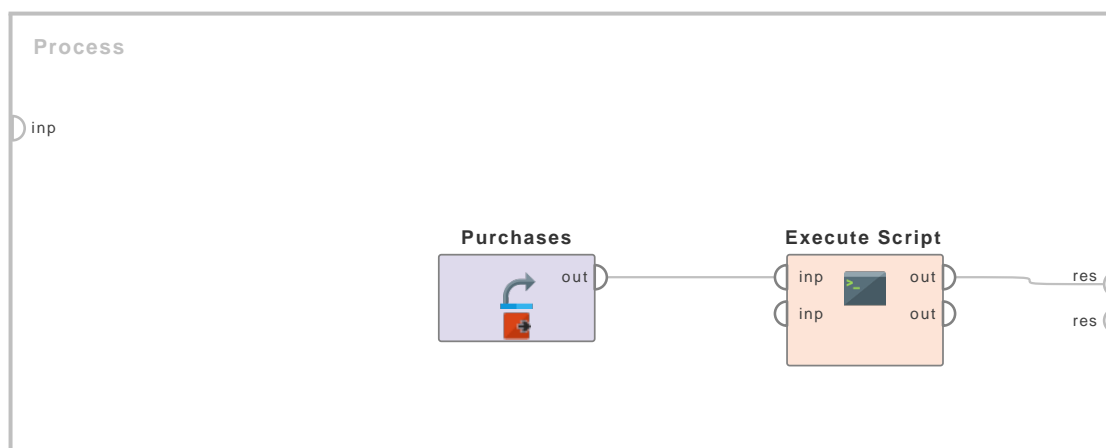 Process
inp
Purchases
out
Execute Script
inp
out
inp
out
res
res